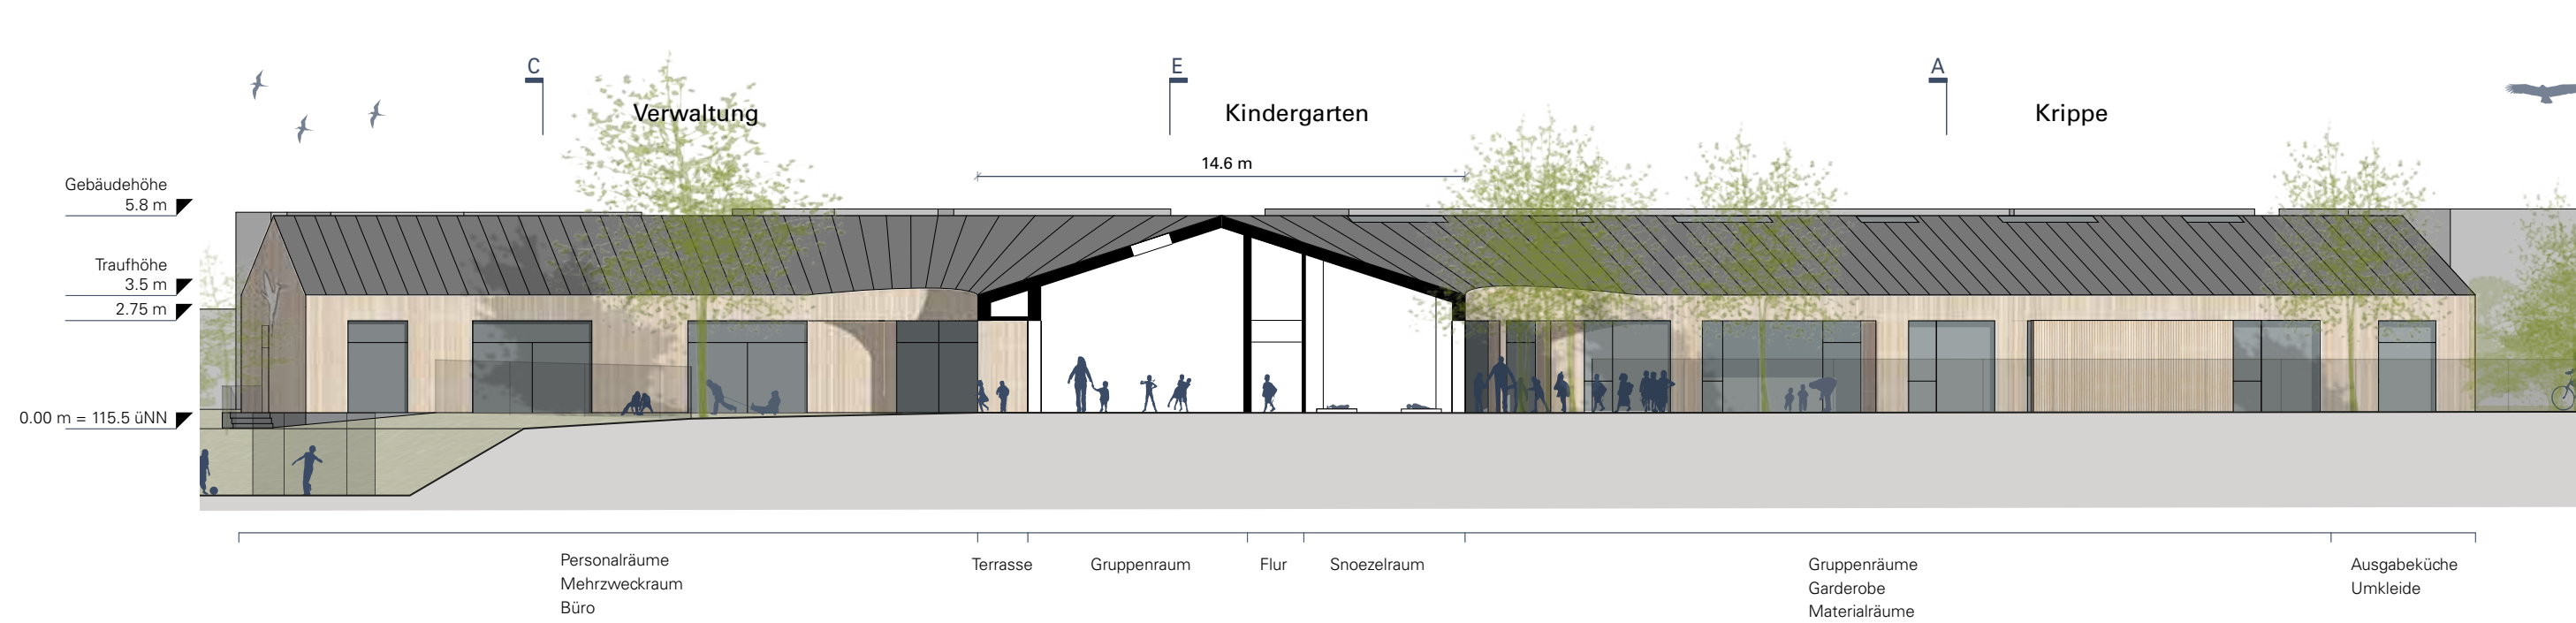 C
E
A
Verwaltung
Kindergarten
Krippe
14.6 m
Gebäudehöhe
5.8 m
Traufhöhe
3.5 m
2.75 m
0.00 m = 115.5 üNN
Personalräume
Mehrzweckraum
Büro
Terrasse
Gruppenraum
Flur
Snoezelraum
Gruppenräume
Garderobe
Materialräume
Ausgabeküche
Umkleide